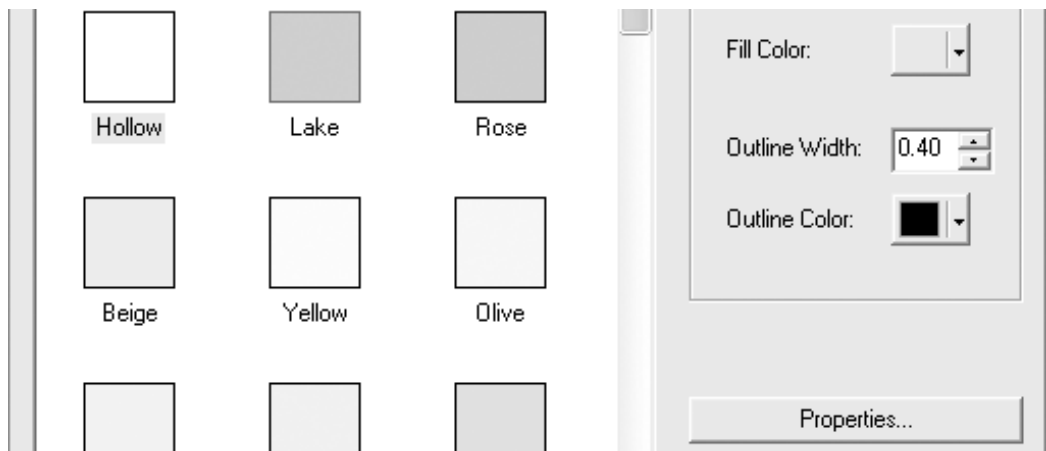 Hollow
Lake
Rose
Beige
Yellow
Olive
Fill Color:
Outline Width: 0.40
Outline Color:
Properties...